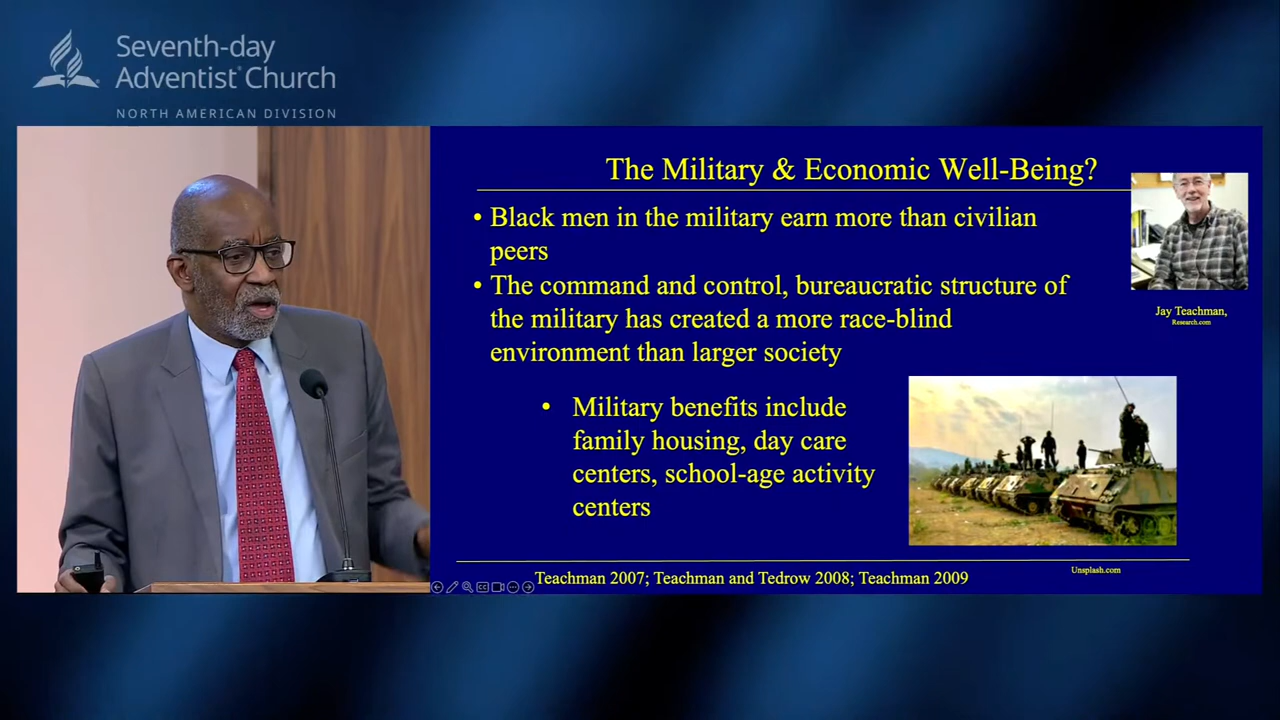 Seventh-day
Adventist® Church
NORTH AMERICAN DIVISION
The Military & Economic Well-Being?
• Black men in the military earn more than civilian
peers
• The command and control, bureaucratic structure of
the military has created a more race-blind
environment than larger society
• Military benefits include
family housing, day care
centers, school-age activity
centers
Jay Teachman,
Research.com
Unsplash.com
Teachman 2007; Teachman and Tedrow 2008; Teachman 2009